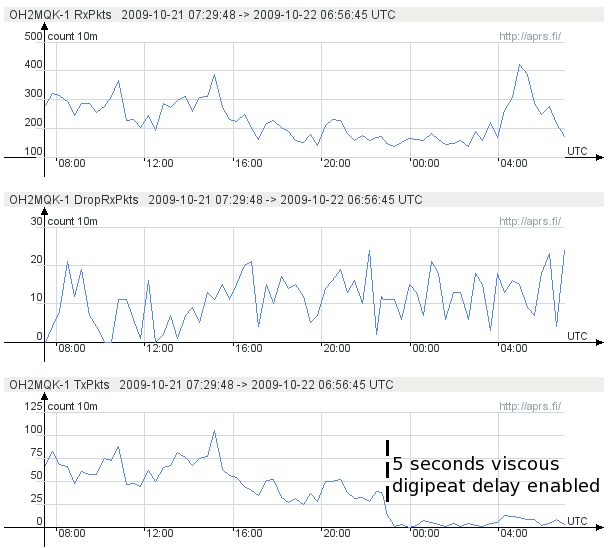 OH2MQK-1 RxPkts 2009-10-21 07:29:48 -> 2009-10-22 06:56:45 UTC
500 count 10m http://aprs.fi/
400
300
200
100 UTC
08:00 12:00 16:00 20:00 00:00 04:00
OH2MQK-1 DropRxPkts 2009-10-21 07:29:48 -> 2009-10-22 06:56:45 UTC
30 count 10m http://aprs.fi/
20
10
0 UTC
08:00 12:00 16:00 20:00 00:00 04:00
OH2MQK-1 TxPkts 2009-10-21 07:29:48 -> 2009-10-22 06:56:45 UTC
125 count 10m http://aprs.fi/
100
75
5 seconds viscous
50
digipeat delay enabled
25
0 UTC
08:00 12:00 16:00 20:00 00:00 04:00